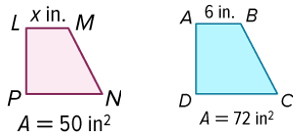 x in. 6 in.
L M A B
P N D C
A = 50 in² A = 72 in²